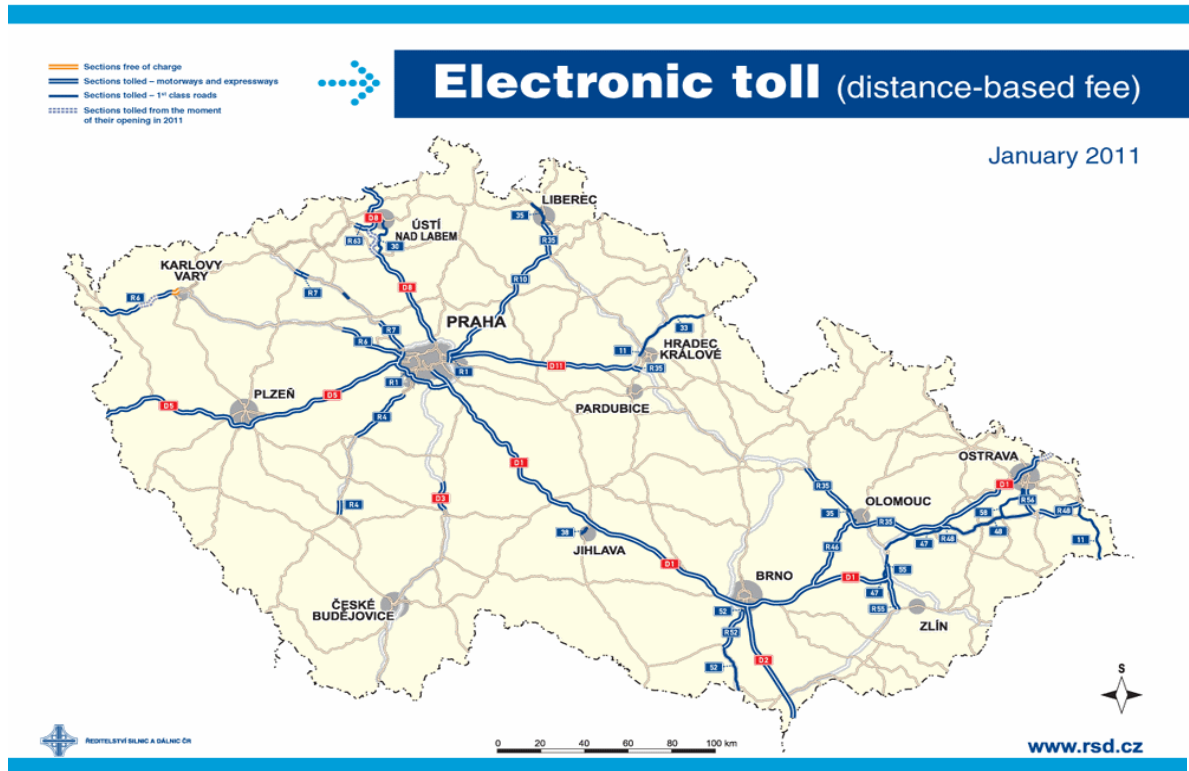 Sections free of charge
Sections tolled – motorways and expressways
Sections tolled – 1st class roads
Sections tolled from the moment
of their opening in 2011
Electronic toll (distance-based fee)
January 2011
LIBEREC
35
D8
ÚSTÍ
NAD LABEM
R63
30
R35
KARLOVY
VARY
R6
R7
D8
R10
PRAHA
R7
R6
33
11
HRADEC
KRÁLOVÉ
R35
D11
R1
R1
PLZEŇ
D5
D5
R4
PARDUBICE
D1
D3
R4
OSTRAVA
D1
R35
OLOMOUC
35
R35
R56
58
R48
48
47
R48
11
38
JIHLAVA
R46
D1
BRNO
D1
55
47
R55
ZLÍN
ČESKÉ
BUDĚJOVICE
52
R52
52
D2
S
ŘEDITELSTVÍ SILNIC A DÁLNIC ČR
0 20 40 60 80 100 km
www.rsd.cz